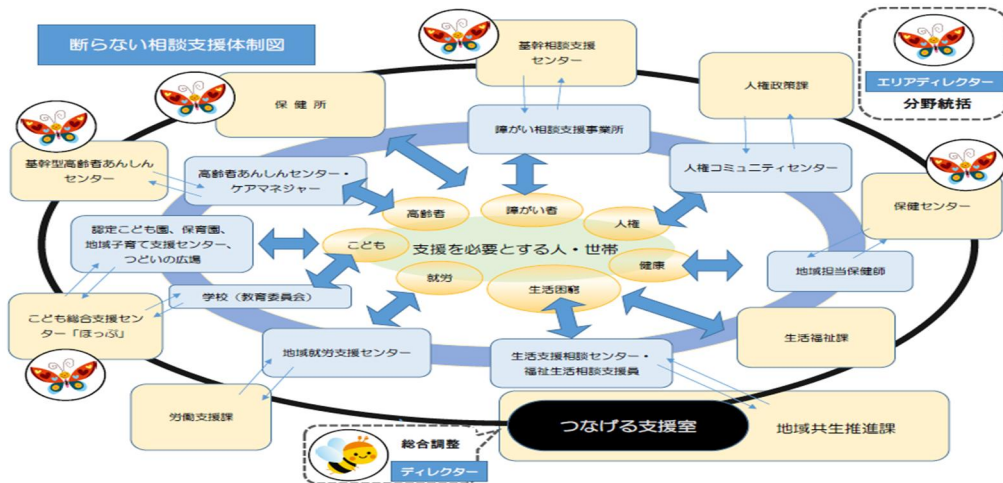 断らない相談支援体制図
基幹相談支援
センター
エリアディレクター
分野統括
人権政策課
保健所
障がい相談支援事業所
基幹型高齢者あんしん
センター
高齢者あんしんセンター・
ケアマネジャー
人権コミュニティセンター
保健センター
高齢者
障がい者
人権
認定こども園、保育園、
地域子育て支援センター、
つどいの広場
こども
支援を必要とする人・世帯
健康
地域担当保健師
就労
生活困窮
学校（教育委員会）
こども総合支援セン
ター「ほっぷ」
生活福祉課
地域就労支援センター
生活支援相談センター・
福祉生活相談支援員
労働支援課
つなげる支援室
地域共生推進課
総合調整
ディレクター